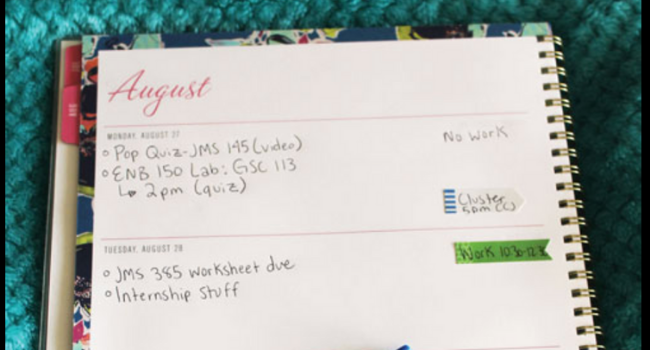 August
MONDAY, AUGUST 27
Pop Quiz-JMS 145 (video)
No Work
ENB 150 Lab: GSC 113
↳ 2pm (quiz)
Cluster
5pm (C)
TUESDAY, AUGUST 28
Work 1030-12:30
JMS 385 worksheet due
Internship stuff